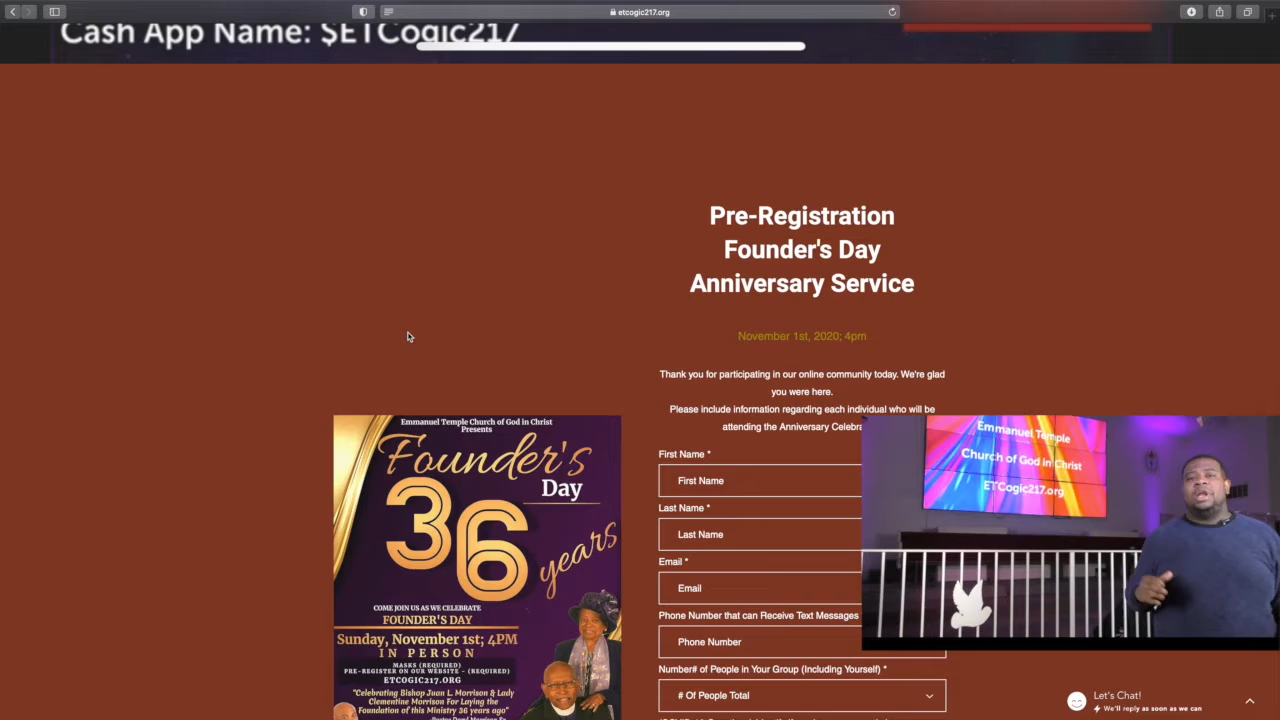 etcogic217.org
Cash App Name: $ETCogic217
Pre-Registration
Founder's Day
Anniversary Service
November 1st, 2020; 4pm
Thank you for participating in our online community today. We're glad
you were here.
Please include information regarding each individual who will be
attending the Anniversary
First Name *
First Name
Last Name *
Last Name
Email *
Email
Phone Number that can Receive Text Messages
Phone Number
Number# of People in Your Group (Including Yourself) *
# Of People Total
Emmanuel Temple Church of God in Christ
Presents
Founder's
Day
36
years
COME JOIN US AS WE CELEBRATE
FOUNDER'S DAY
Sunday, November 1st; 4PM
IN PERSON
MASKS (REQUIRED)
PRE-REGISTER ON OUR WEBSITE - (REQUIRED)
ETCOGIC217.ORG
"Celebrating Bishop Juan L. Morrison & Lady
Clementine Morrison For Laying the
Foundation of this Ministry 36 years ago"
Emmanuel Temple
Church of God in Christ
ETCogic217.org
Let's Chat!
We'll reply as soon as we can